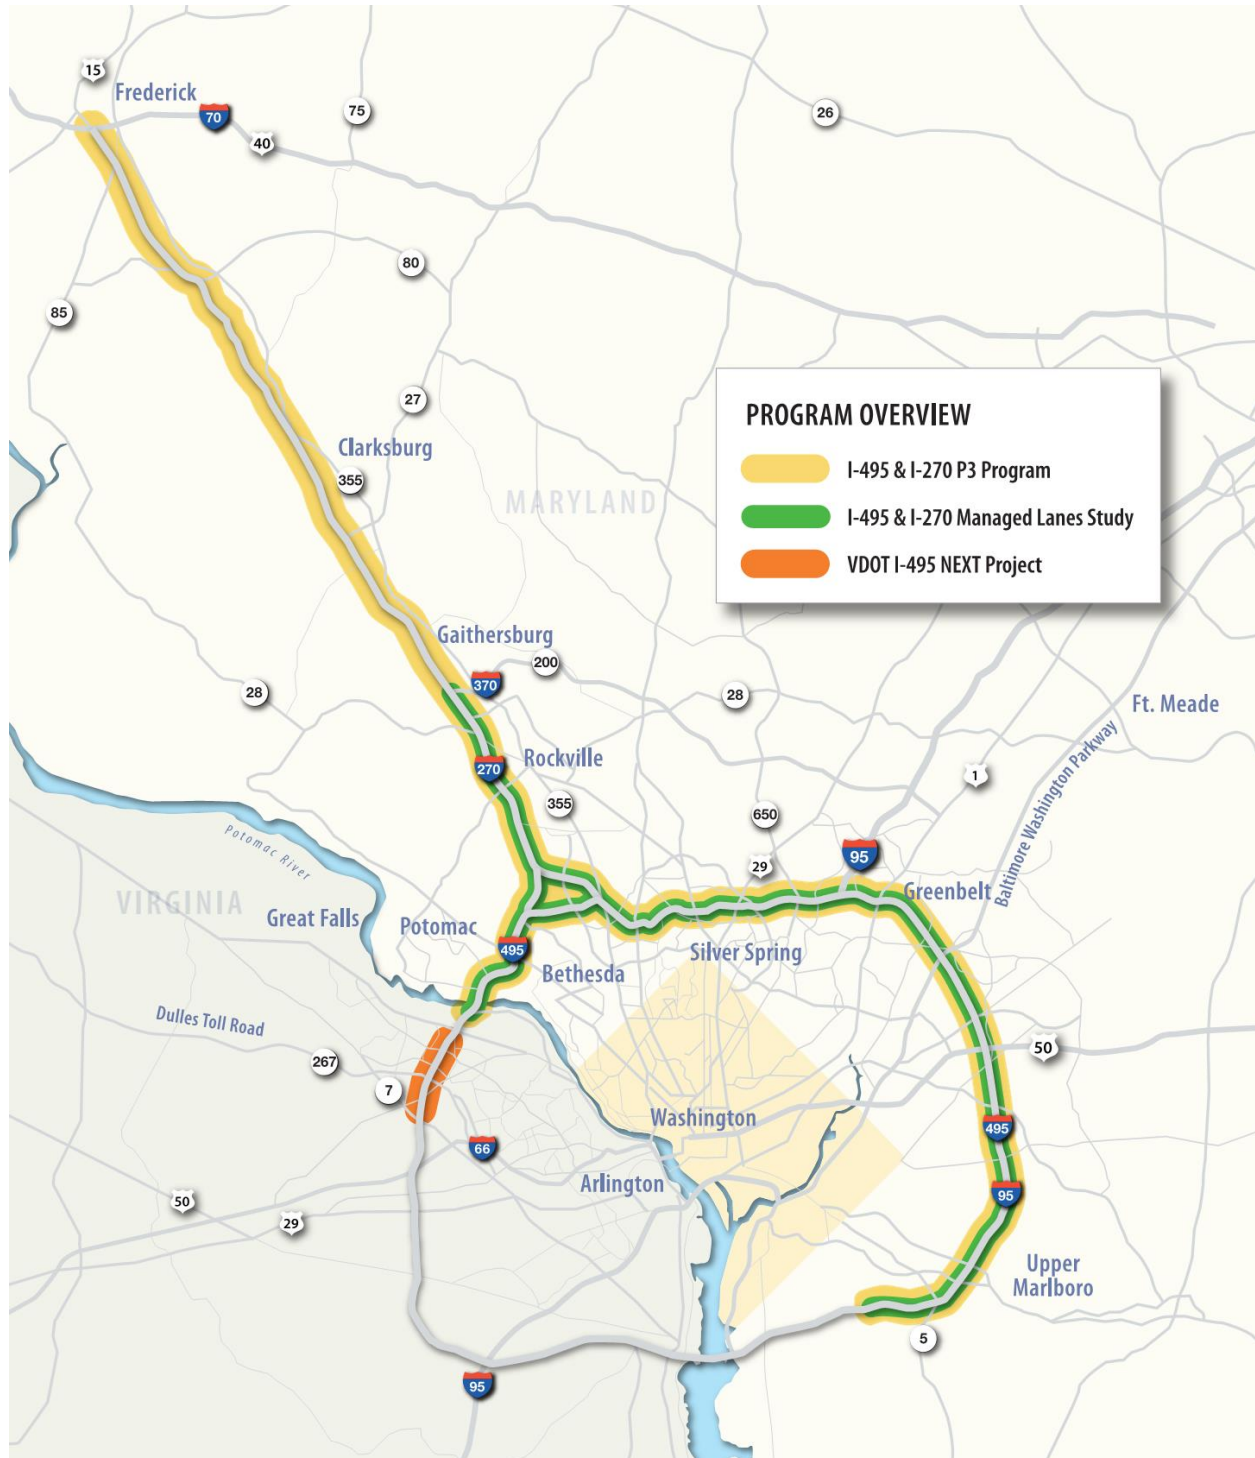 15
Frederick
70
40
75
26
80
85
27
Clarksburg
355
MARYLAND
PROGRAM OVERVIEW
I-495 & I-270 P3 Program
I-495 & I-270 Managed Lanes Study
VDOT I-495 NEXT Project
Gaithersburg
200
370
28
28
Ft. Meade
Rockville
270
Baltimore Washington Parkway
1
355
650
29
95
Potomac River
VIRGINIA
Great Falls
Potomac
Greenbelt
495
Silver Spring
Bethesda
Dulles Toll Road
267
7
50
Washington
495
66
Arlington
95
50
29
Upper
Marlboro
5
95